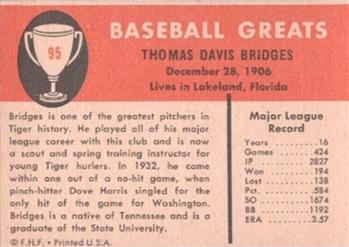 95
BASEBALL GREATS
THOMAS DAVIS BRIDGES
December 28, 1906
Lives in Lakeland, Florida
Bridges is one of the greatest pitchers in
Tiger history. He played all of his major
league career with this club and is now
a scout and spring training instructor for
young Tiger hurlers. In 1932, he came
within one out of a no-hit game, when
pinch-hitter Dave Harris singled for
the only hit of the game for Washington.
Bridges is a native of Tennessee and is a
graduate of the State University.
© F.H.F. • Printed U.S.A.
Major League
Record
Years ........ 16
Games ........ 424
IP ........ 2827
Won ........ 194
Lost ........ 138
Pct. ........ .584
SO ........ 1674
BB ........ 1192
ERA ........ 3.57